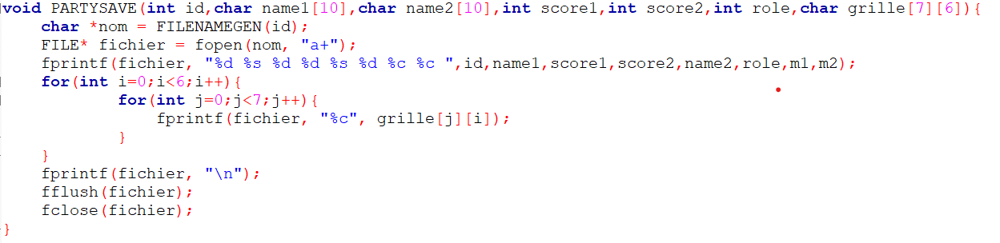 void PARTYSAVE(int id,char name1[10],char name2[10],int score1,int score2,int role,char grille[7][6]){
    char *nom = FILENAMEGEN(id);
    FILE* fichier = fopen(nom, "a+");
    fprintf(fichier, "%d %s %d %d %s %d %c %c ",id,name1,score1,score2,name2,role,m1,m2);
    for(int i=0;i<6;i++){
            for(int j=0;j<7;j++){
                fprintf(fichier, "%c", grille[j][i]);
            }
    }
    fprintf(fichier, "\n");
    fflush(fichier);
    fclose(fichier);
}